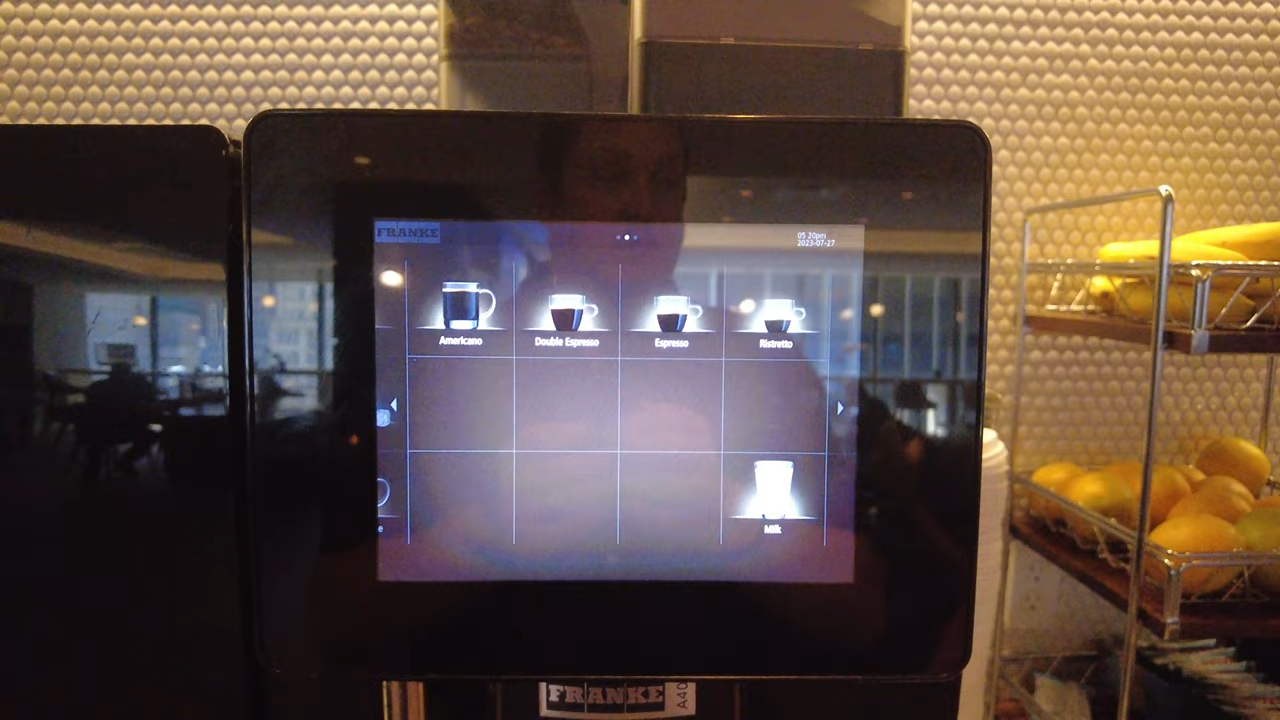 FRANKE
05 20pm
2023-07-27
Americano
Double Espresso
Espresso
Ristretto
Milk
e
FRANKE
A40